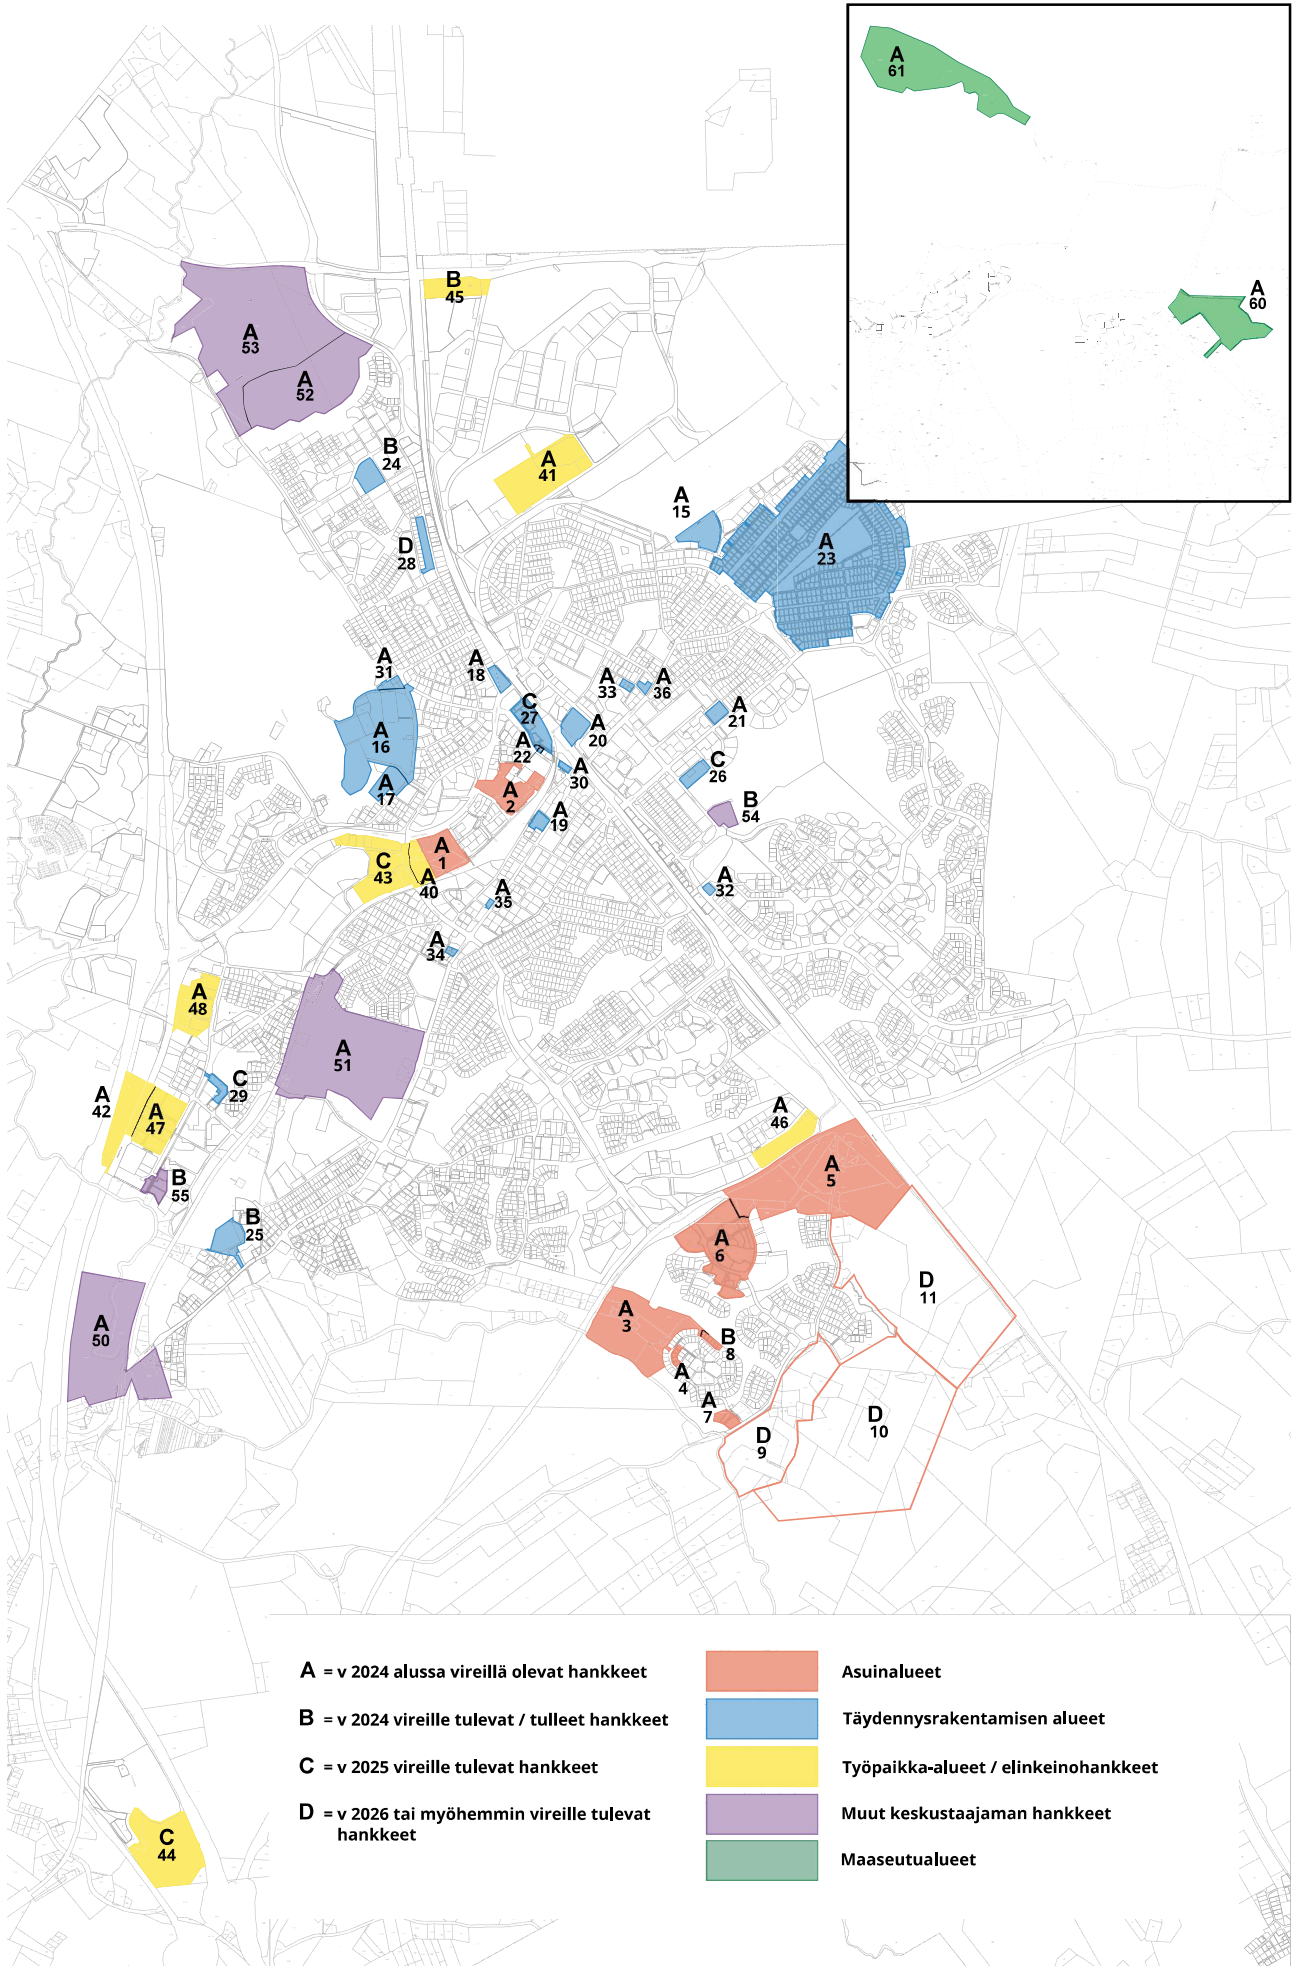 A
61
A
60
B
45
A
53
A
52
B
24
A
41
A
15
D
28
A
23
A
31
A
18
A
33
A
36
C
27
A
21
A
16
A
20
A
22
A
30
C
26
A
17
A
2
B
54
A
19
A
1
C
43
A
40
A
32
A
35
A
34
A
48
A
51
C
29
A
42
A
47
A
46
B
55
A
5
B
25
A
6
D
11
A
3
A
50
B
8
A
4
A
7
D
10
D
9
A = v 2024 alussa vireillä olevat hankkeet
B = v 2024 vireille tulevat / tulleet hankkeet
C = v 2025 vireille tulevat hankkeet
D = v 2026 tai myöhemmin vireille tulevat
hankkeet
Asuinalueet
Täydennysrakentamisen alueet
Työpaikka-alueet / elinkeinohankkeet
Muut keskustaajaman hankkeet
Maaseutualueet
C
44